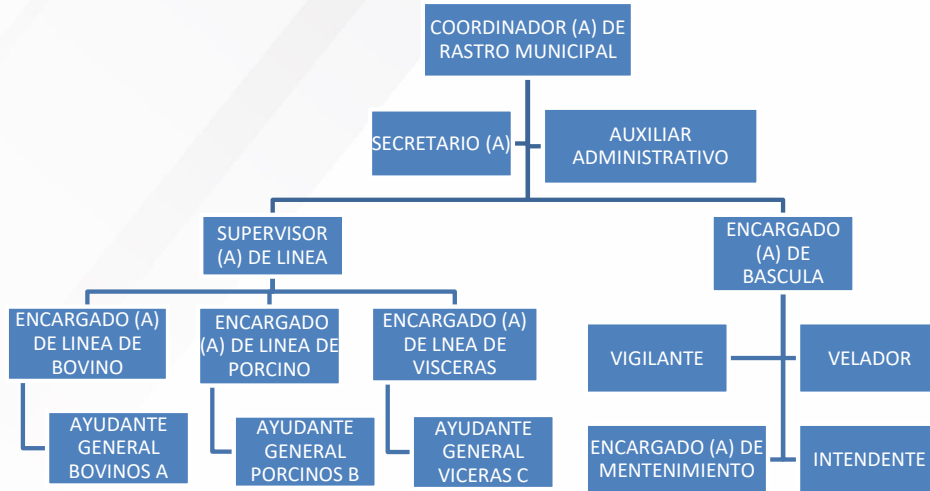 COORDINADOR (A) DE
RASTRO MUNICIPAL
SECRETARIO (A)
AUXILIAR
ADMINISTRATIVO
SUPERVISOR
(A) DE LINEA
ENCARGADO
(A) DE
BASCULA
ENCARGADO (A)
DE LINEA DE
BOVINO
ENCARGADO
(A) DE LINEA DE
PORCINO
ENCARGADO (A)
DE LNEA DE
VISCERAS
VIGILANTE
VELADOR
AYUDANTE
GENERAL
BOVINOS A
AYUDANTE
GENERAL
PORCINOS B
AYUDANTE
GENERAL
VICERAS C
ENCARGADO (A) DE
MENTENIMIENTO
INTENDENTE